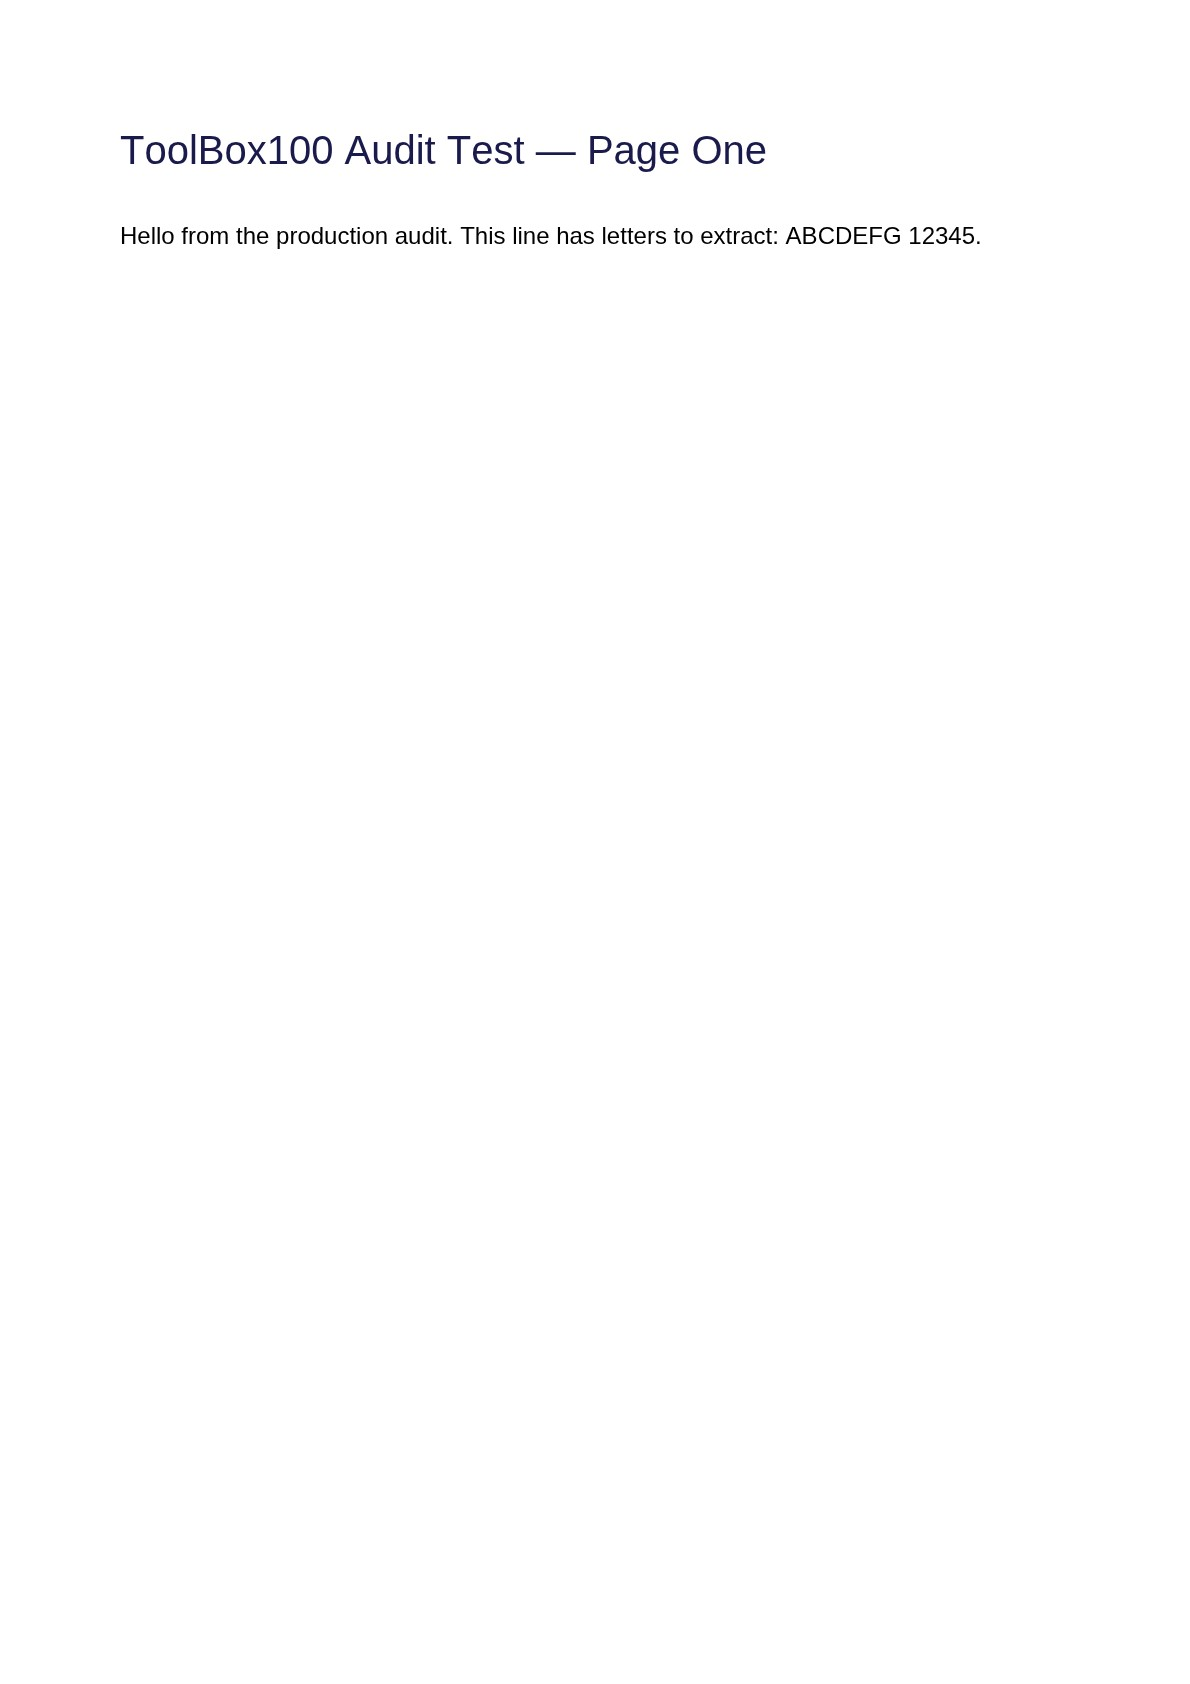 ToolBox100 Audit Test — Page One
Hello from the production audit. This line has letters to extract: ABCDEFG 12345.